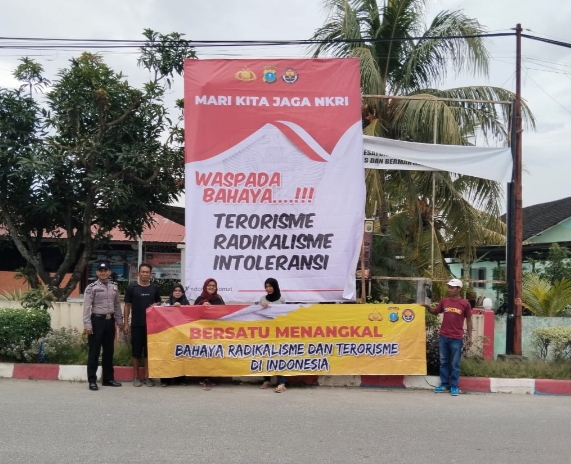 MARI KITA JAGA NKRI
WASPADA
BAHAYA....!!!
TERORISME
RADIKALISME
INTOLERANSI
BERSATU MENANGKAL
BAHAYA RADIKALISME DAN TERORISME
DI INDONESIA